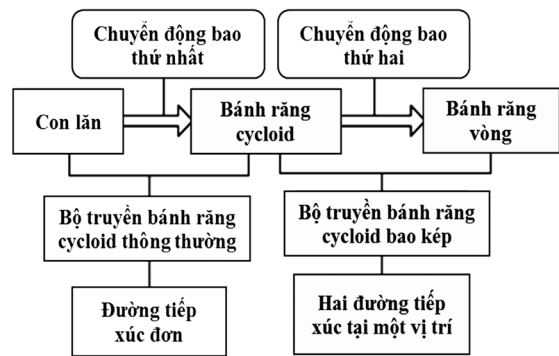 Chuyển động bao
thứ nhất
Chuyển động bao
thứ hai
Con lăn
Bánh răng
cycloid
Bánh răng
vòng
Bộ truyền bánh răng
cycloid thông thường
Bộ truyền bánh răng
cycloid bao kép
Đường tiếp
xúc đơn
Hai đường tiếp
xúc tại một vị trí